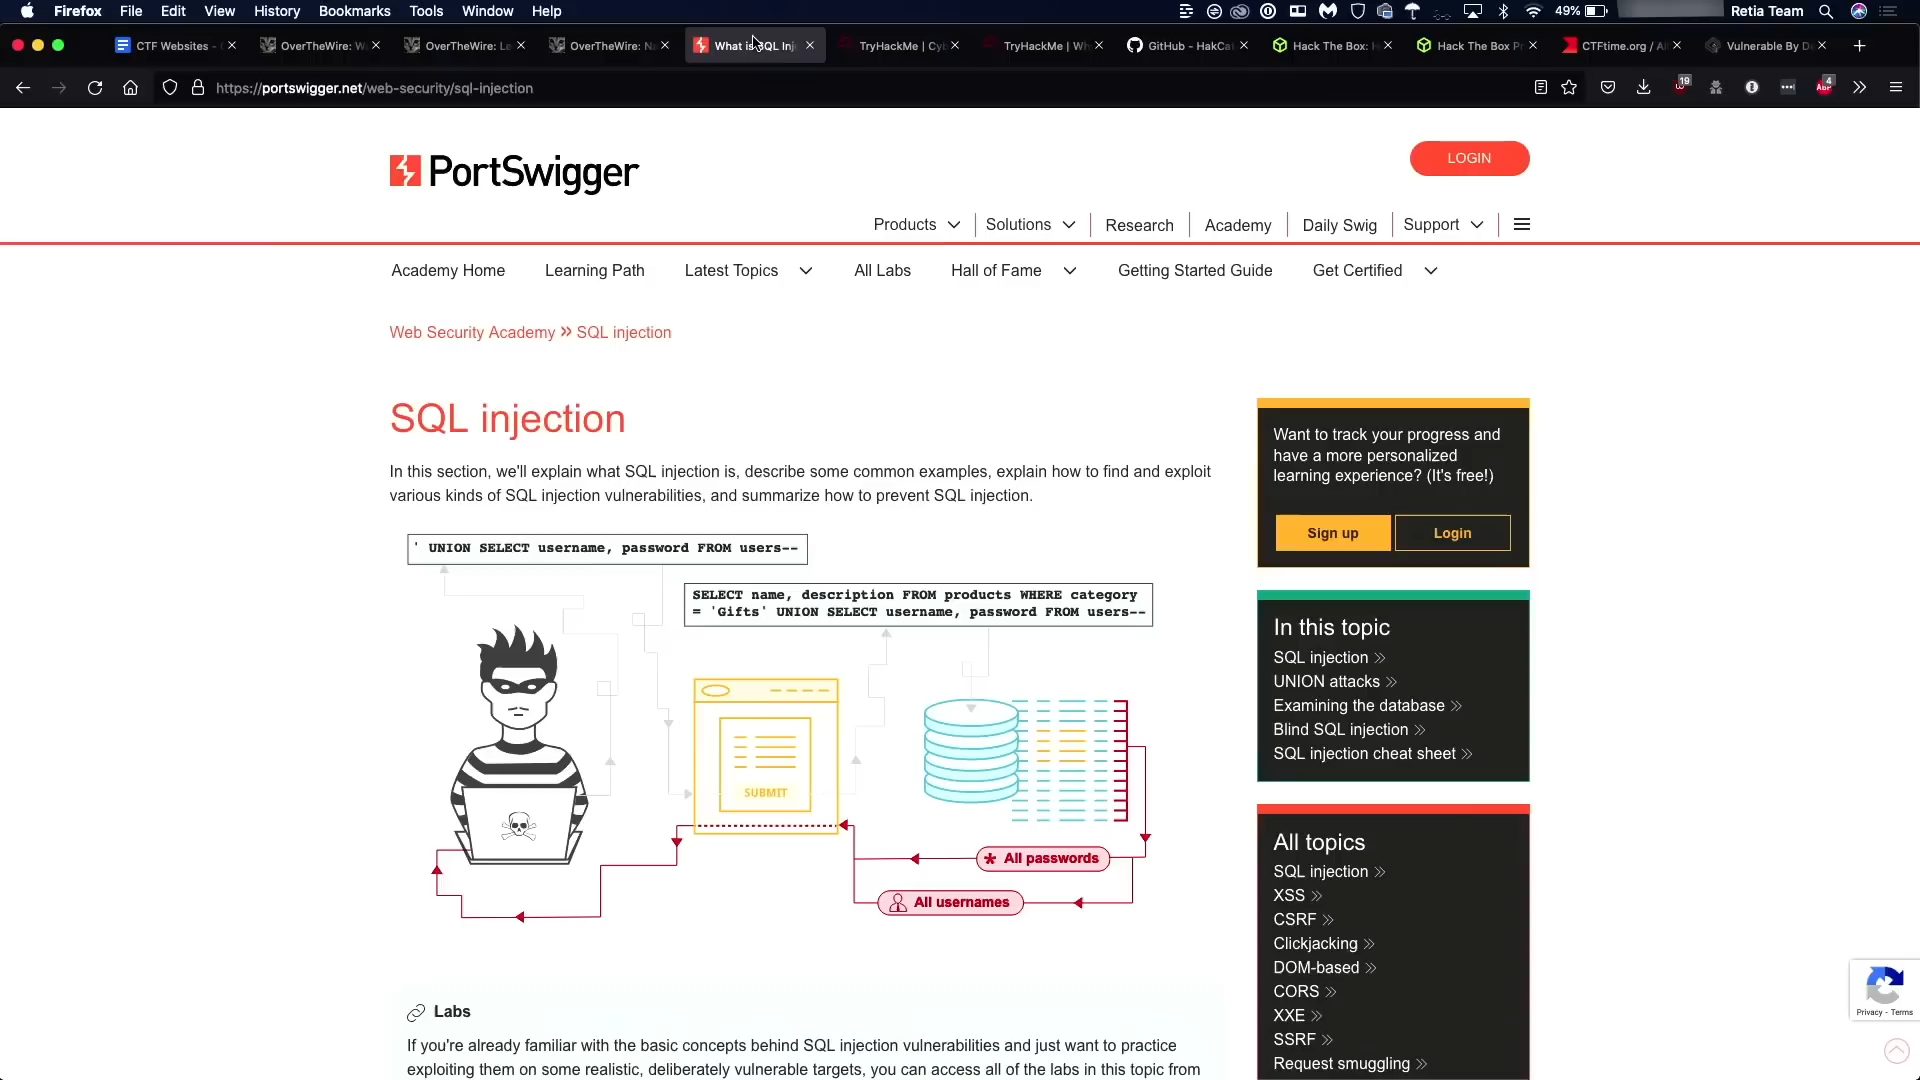 Firefox File Edit View History Bookmarks Tools Window Help
49%
Retia Team
CTF Websites -
OverTheWire: W
OverTheWire: Le
OverTheWire: Na
What is SQL Inj
TryHackMe | Cyb
TryHackMe | Wh
GitHub - HakCat
Hack The Box: H
Hack The Box Pr
CTFtime.org / Al
Vulnerable By De
https://portswigger.net/web-security/sql-injection
19
4
ABP
PortSwigger
LOGIN
Products
Solutions
Research
Academy
Daily Swig
Support
Academy Home
Learning Path
Latest Topics
All Labs
Hall of Fame
Getting Started Guide
Get Certified
Web Security Academy » SQL injection
SQL injection
In this section, we'll explain what SQL injection is, describe some common examples, explain how to find and exploit
various kinds of SQL injection vulnerabilities, and summarize how to prevent SQL injection.
' UNION SELECT username, password FROM users--
SELECT name, description FROM products WHERE category
= 'Gifts' UNION SELECT username, password FROM users--
SUBMIT
* All passwords
All usernames
Labs
If you're already familiar with the basic concepts behind SQL injection vulnerabilities and just want to practice
exploiting them on some realistic, deliberately vulnerable targets, you can access all of the labs in this topic from
Want to track your progress and
have a more personalized
learning experience? (It's free!)
Sign up
Login
In this topic
SQL injection »
UNION attacks »
Examining the database »
Blind SQL injection »
SQL injection cheat sheet »
All topics
SQL injection »
XSS »
CSRF »
Clickjacking »
DOM-based »
CORS »
XXE »
SSRF »
Request smuggling »
Privacy - Terms